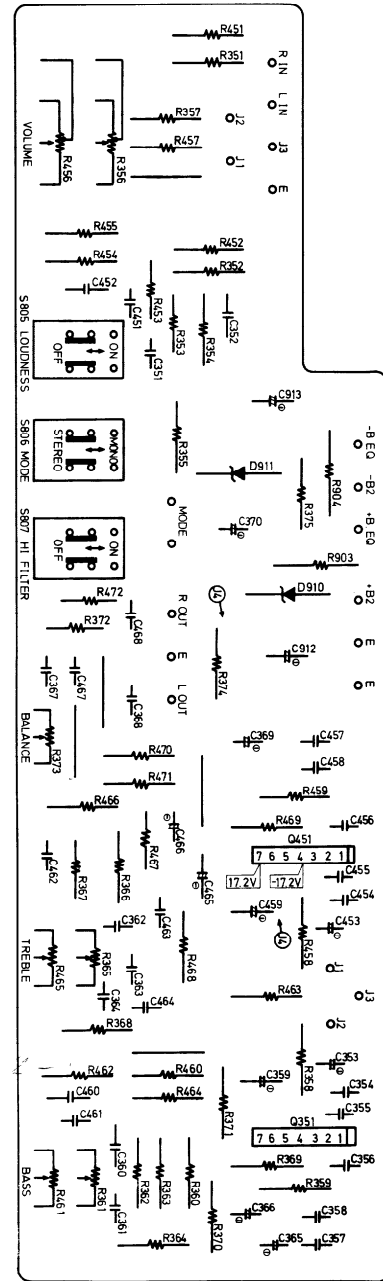 R451
R351
R IN
L IN
R357
J2
J3
R457
J1
E
VOLUME
R456
R356
R455
R454
C452
R452
R352
R453
C451
C352
R353
R354
C351
S805 LOUDNESS
ON
OFF
C913
-B EQ
-B2
+B.EQ
+B2
R904
R375
R355
D911
S806 MODE
MONO
STEREO
MODE
C370
R903
S807 HI FILTER
ON
OFF
D910
J4
R472
R372
C468
R OUT
E
L OUT
E
E
R374
C912
C367
C467
C368
BALANCE
R373
C369
C457
C458
R470
R471
R459
R466
R469
C456
C466
R467
Q451
7 6 5 4 3 2 1
17.2V
-17.2V
C455
C454
C462
R367
R366
C465
C459
C453
C362
C463
J4
R458
TREBLE
R465
R365
R468
J1
C363
C364
R463
J3
C464
J2
R368
R358
C353
R462
R460
C359
C354
C460
R464
R371
C355
C461
Q351
7 6 5 4 3 2 1
C360
R369
C356
BASS
R461
R361
R362
R363
R360
R359
C361
R370
C366
C358
R364
C365
C357